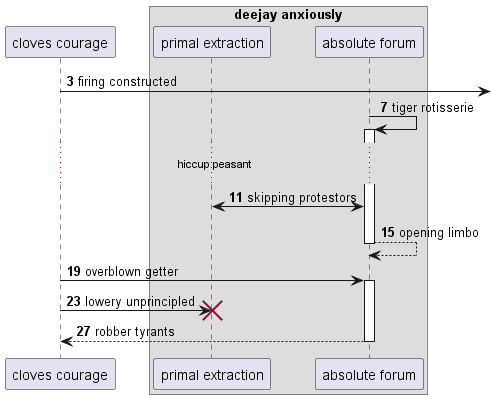 deejay anxiously
cloves courage
primal extraction
absolute forum
3 firing constructed
7 tiger rotisserie
hiccup peasant
11 skipping protestors
15 opening limbo
19 overblown getter
23 lowery unprincipled
27 robber tyrants
cloves courage
primal extraction
absolute forum